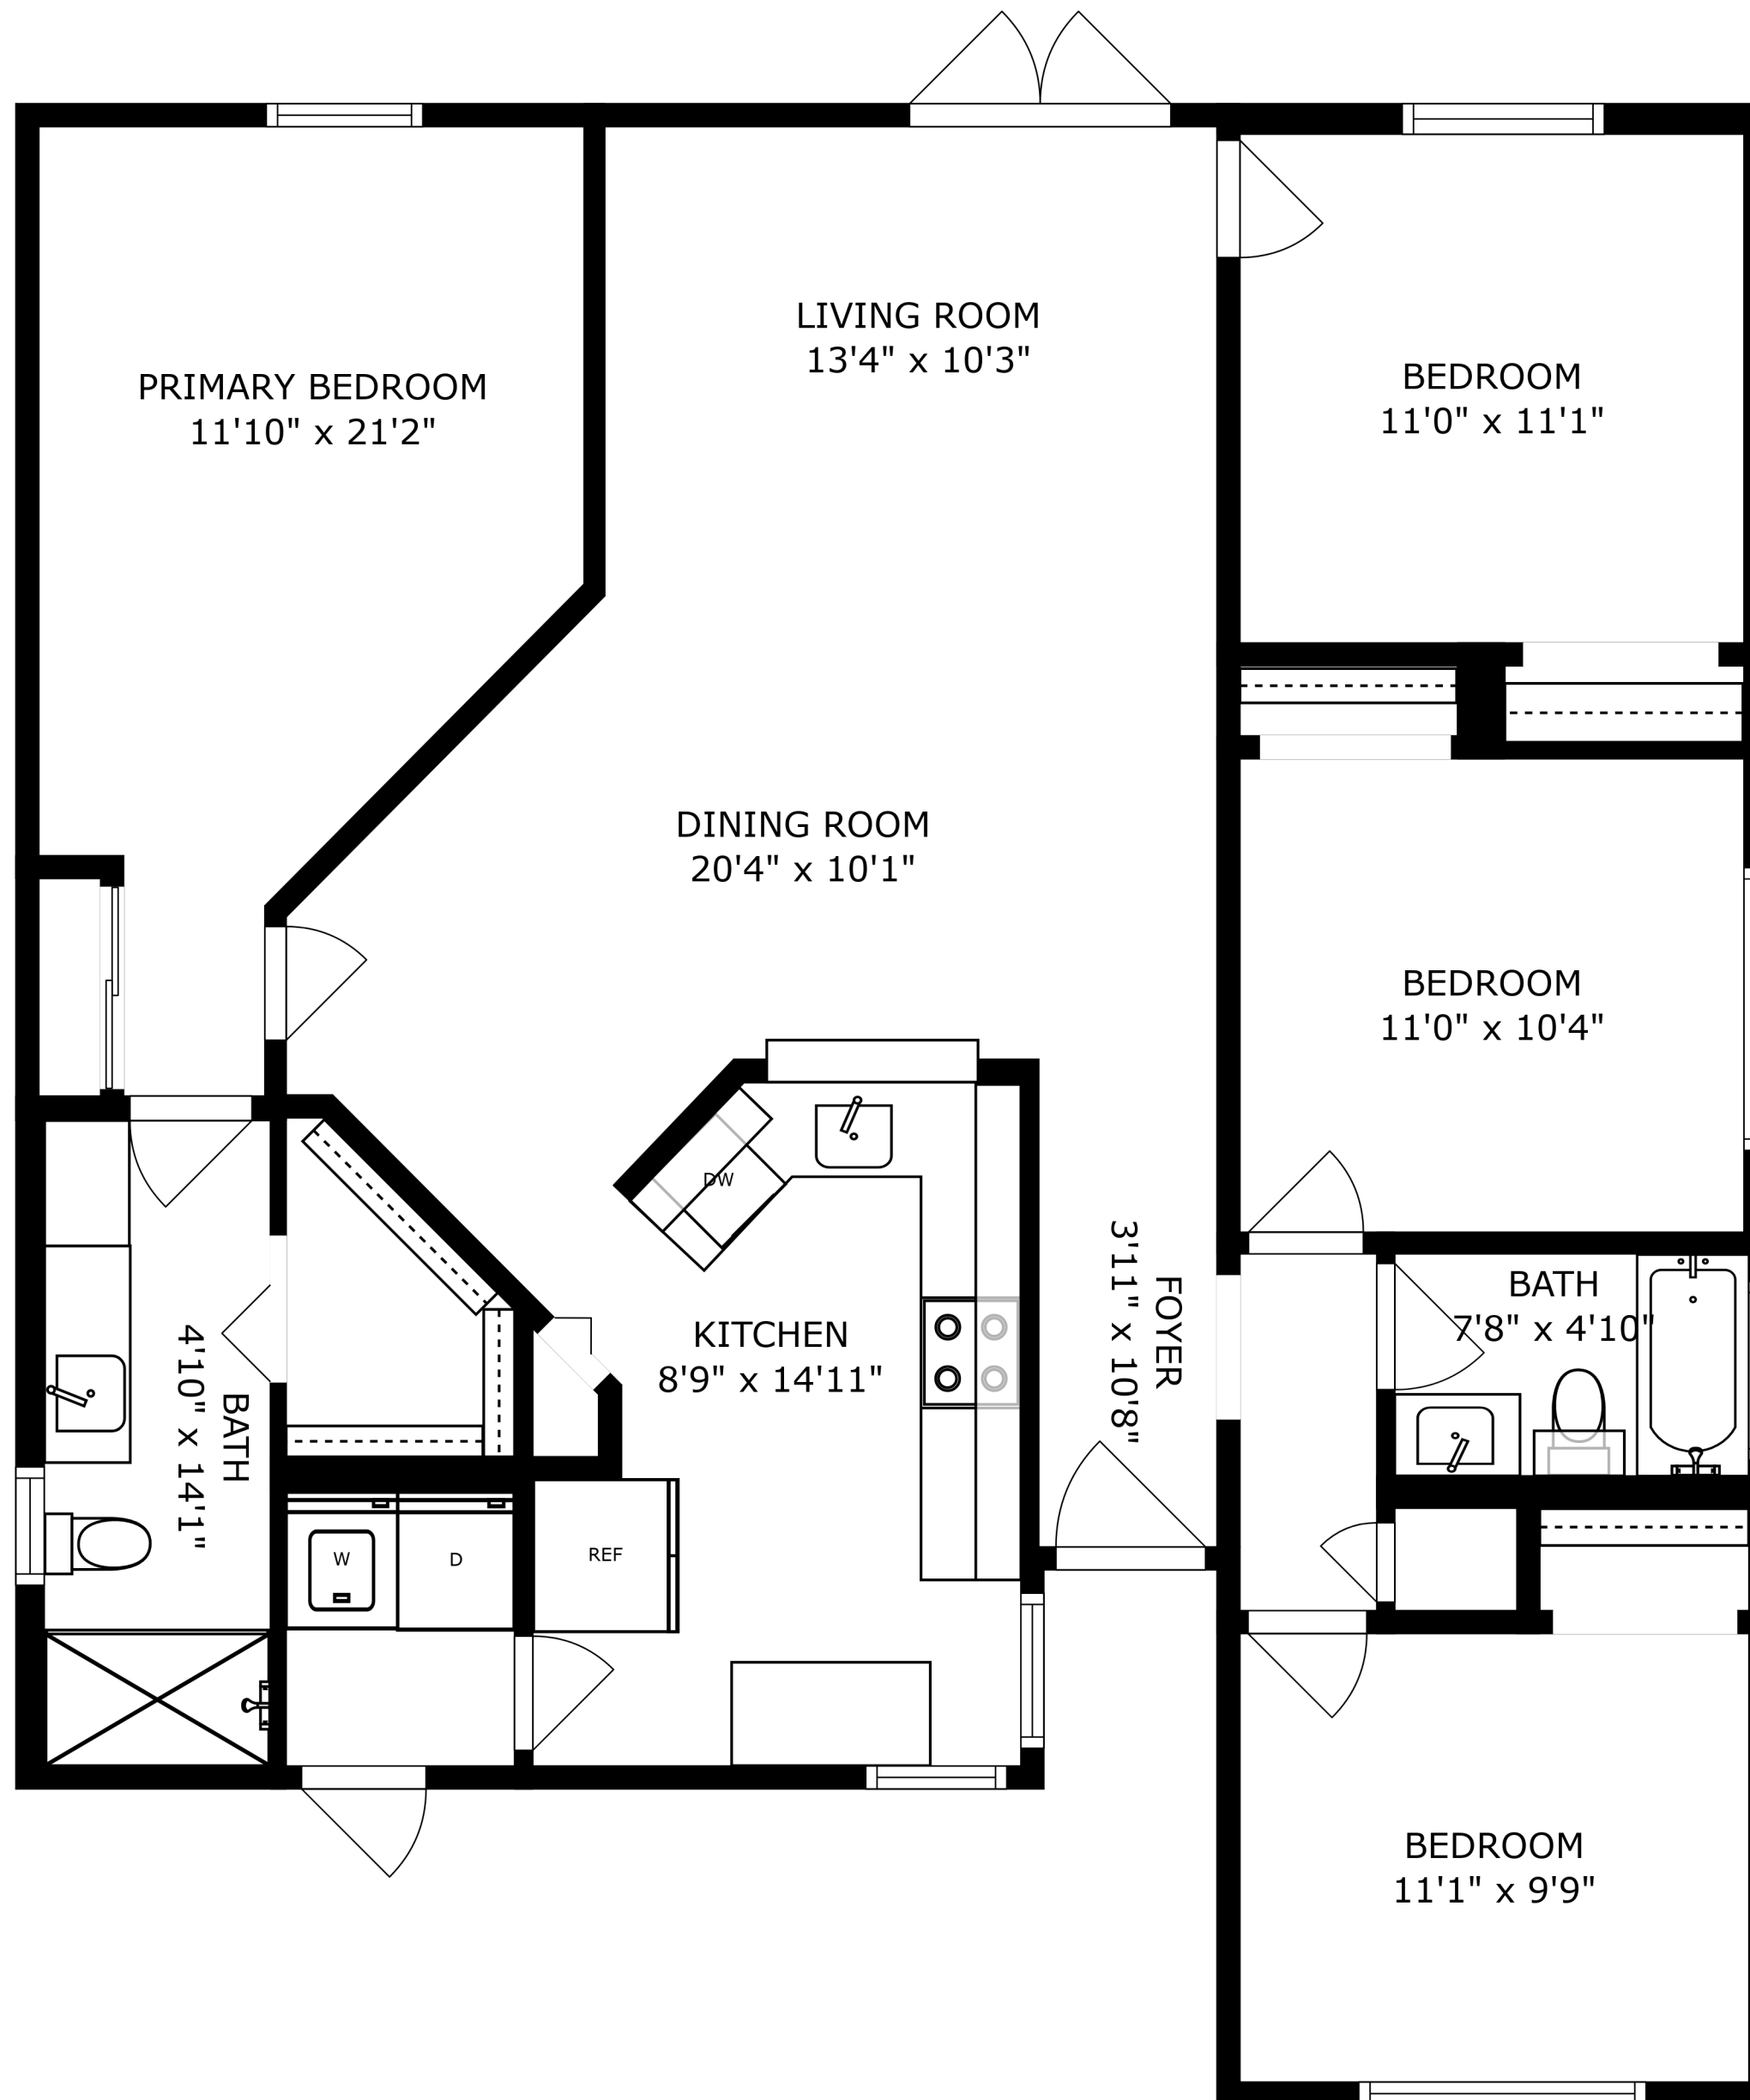 LIVING ROOM
13'4" x 10'3"
PRIMARY BEDROOM
11'10" x 21'2"
BEDROOM
11'0" x 11'1"
DINING ROOM
20'4" x 10'1"
BEDROOM
11'0" x 10'4"
DW
KITCHEN
8'9" x 14'11"
FOYER
3'11" x 10'8"
BATH
7'8" x 4'10"
BATH
4'10" x 14'1"
W
D
REF
BEDROOM
11'1" x 9'9"